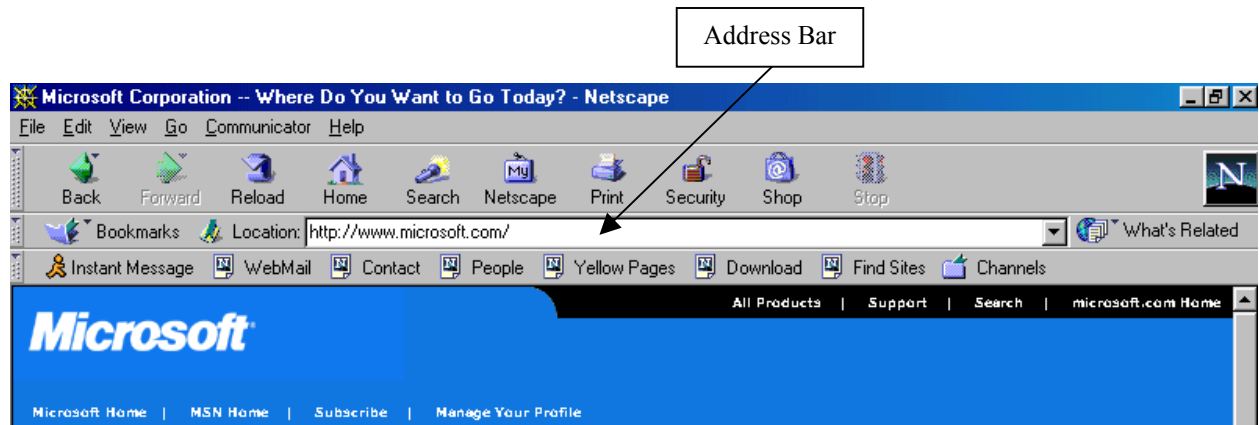 Address Bar
Microsoft Corporation -- Where Do You Want to Go Today? - Netscape
File Edit View Go Communicator Help
Back Forward Reload Home Search Netscape Print Security Shop Stop
My
N
Bookmarks Location: http://www.microsoft.com/ What's Related
Instant Message WebMail Contact People Yellow Pages Download Find Sites Channels
All Products | Support | Search | microsoft.com Home
Microsoft
Microsoft Home | MSN Home | Subscribe | Manage Your Profile